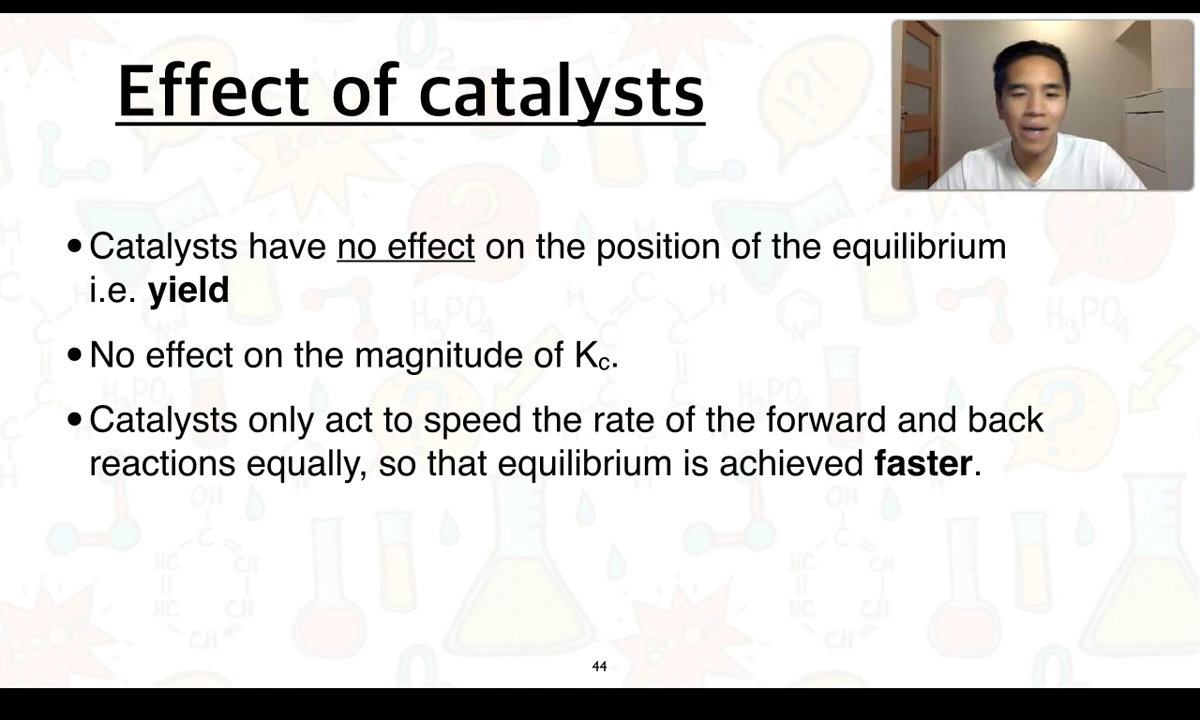 Effect of catalysts
•Catalysts have no effect on the position of the equilibrium
i.e. yield
•No effect on the magnitude of Kc.
•Catalysts only act to speed the rate of the forward and back
reactions equally, so that equilibrium is achieved faster.
44